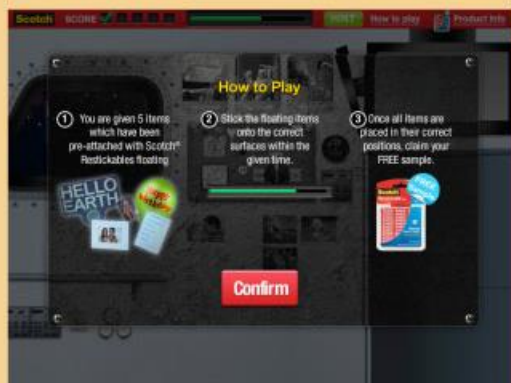 Scotch SCORE HINT How to play Product Info
How to Play
1 You are given 5 items
which have been
pre-attached with Scotch®
Restickables floating
2 Stick the floating items
onto the correct
surfaces within the
given time.
3 Once all items are
placed in their correct
positions, claim your
FREE sample.
HELLO
EARTH
Scotch
FREE
Sample
Confirm